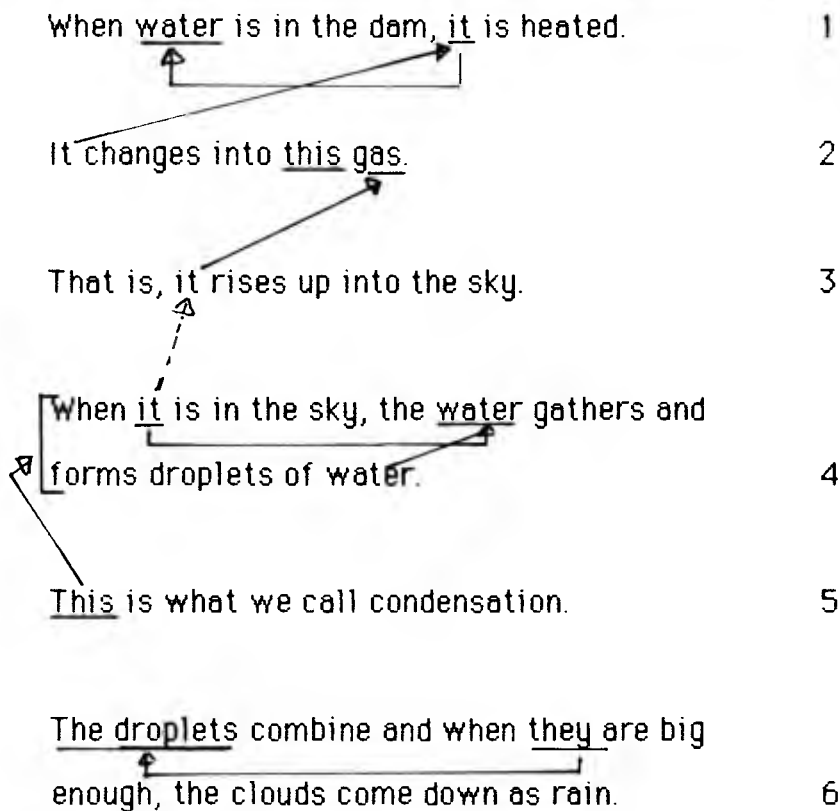 When water is in the dam, it is heated. 1
It changes into this gas. 2
That is, it rises up into the sky. 3
When it is in the sky, the water gathers and
forms droplets of water. 4
This is what we call condensation. 5
The droplets combine and when they are big
enough, the clouds come down as rain. 6